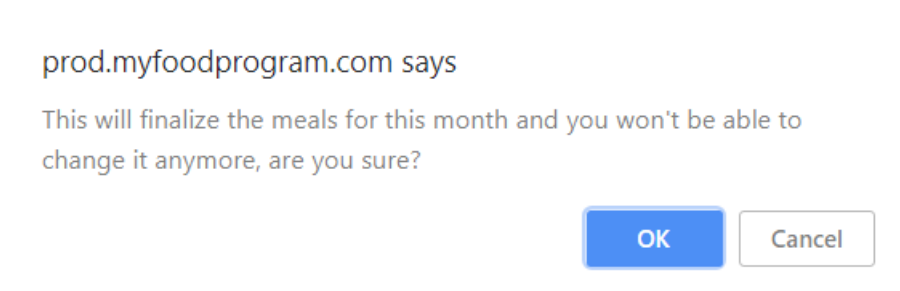 prod.myfoodprogram.com says
This will finalize the meals for this month and you won't be able to
change it anymore, are you sure?
OK
Cancel